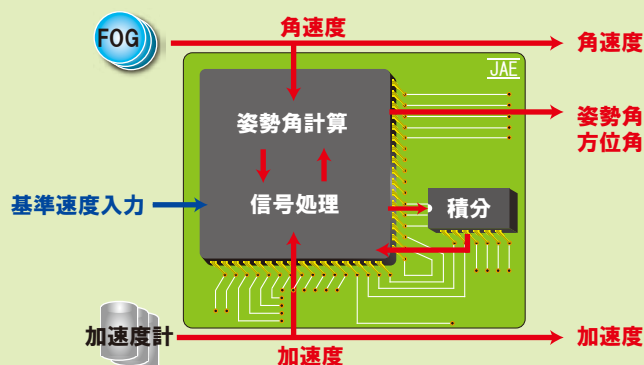 FOG
角速度
角速度
JAE
姿勢角計算
姿勢角
方位角
基準速度入力
信号処理
積分
加速度計
加速度
加速度